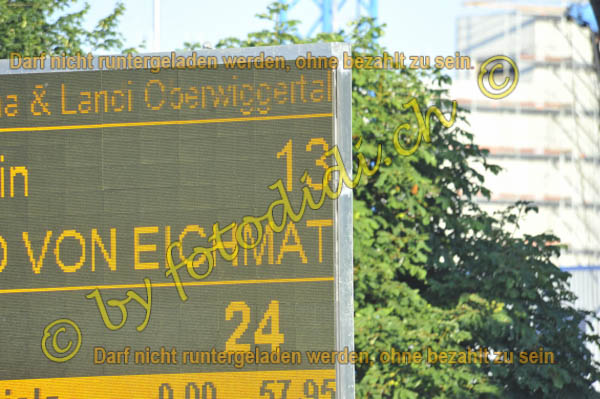 Darf nicht runtergeladen werden, ohne bezahlt zu sein. ©
a & Lanci Oberwiggertal
in 13
VON EICHMAT
24
© by fotodidi.ch
Darf nicht runtergeladen werden, ohne bezahlt zu sein
0.00 57.95